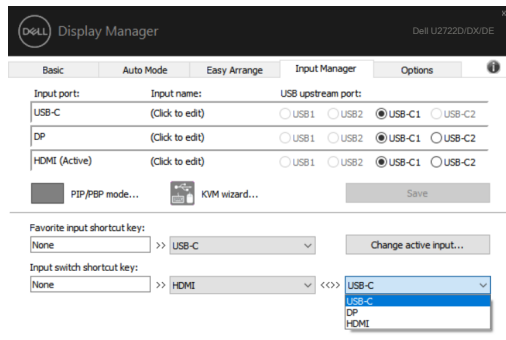 x
DELL Display Manager Dell U2722D/DX/DE
Basic Auto Mode Easy Arrange Input Manager Options i
Input port: Input name: USB upstream port:
USB-C (Click to edit) USB1 USB2 USB-C1 USB-C2
DP (Click to edit) USB1 USB2 USB-C1 USB-C2
HDMI (Active) (Click to edit) USB1 USB2 USB-C1 USB-C2
PIP/PBP mode... KVM wizard... Save
Favorite input shortcut key:
None >> USB-C Change active input...
Input switch shortcut key:
None >> HDMI <<>> USB-C
USB-C
DP
HDMI